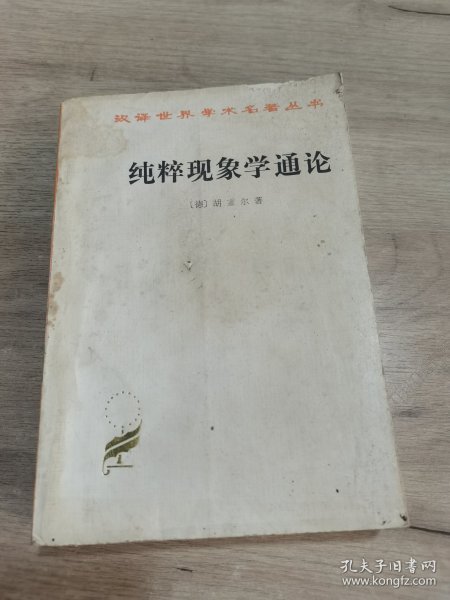 汉译世界学术名著丛书
纯粹现象学通论
〔德〕胡塞尔 著
孔夫子旧书网
www.kongfz.com